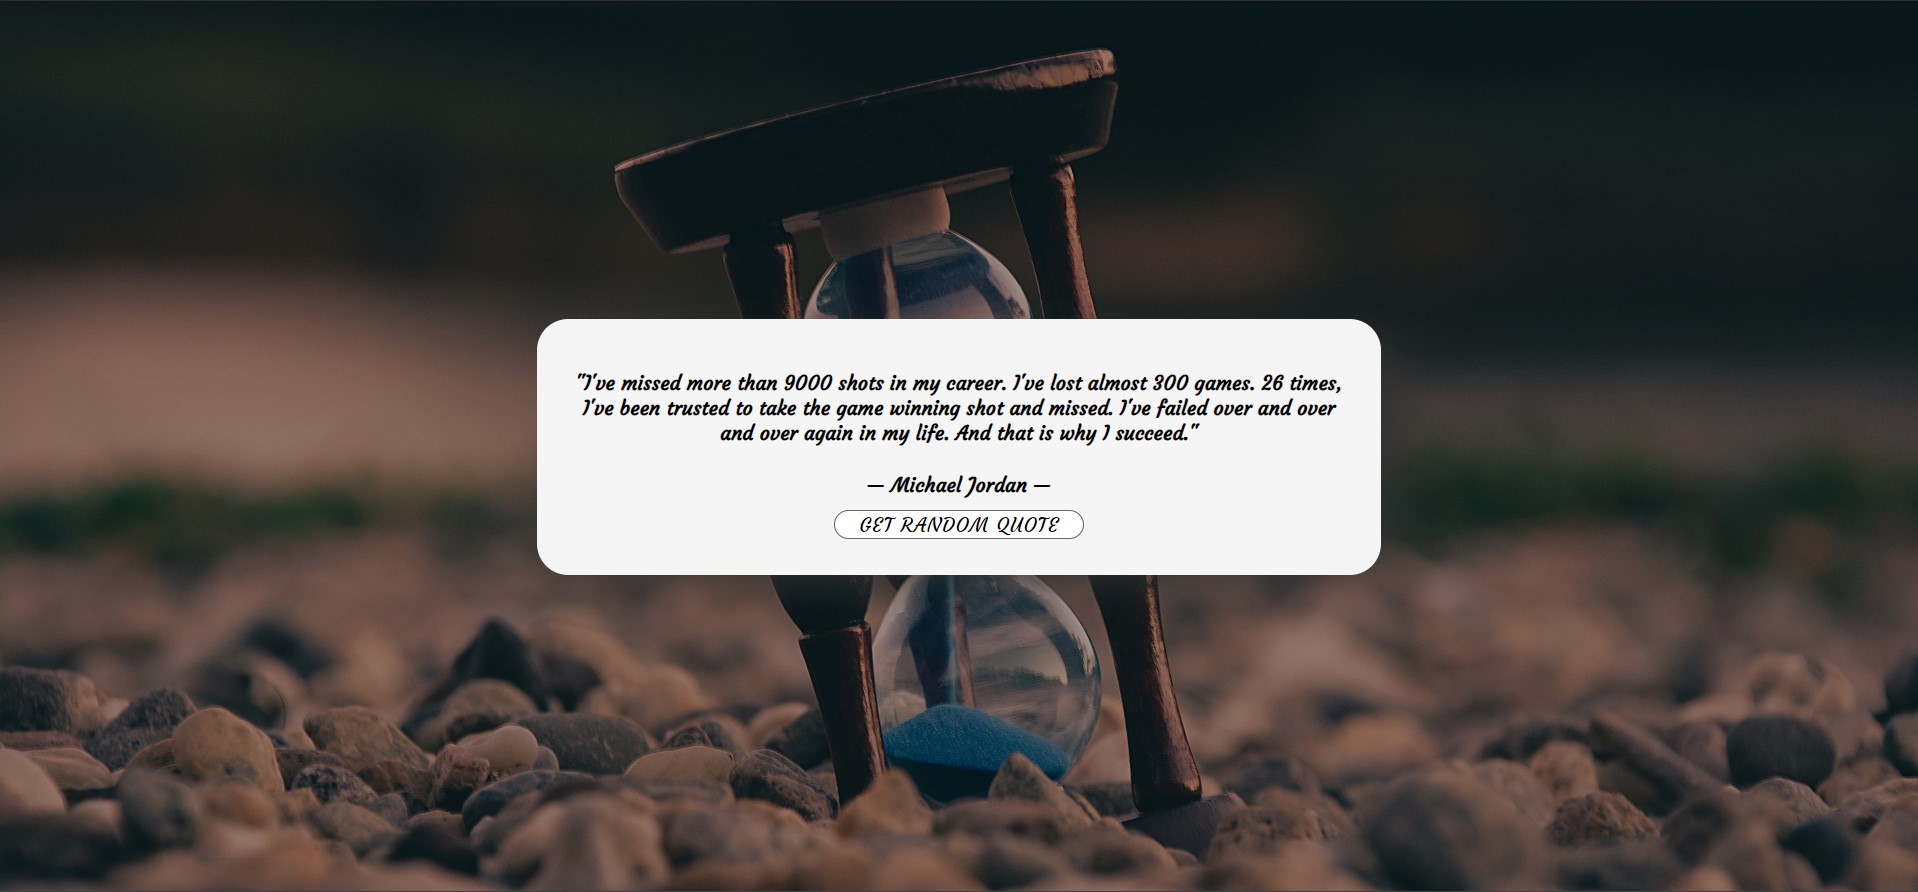 "I've missed more than 9000 shots in my career. I've lost almost 300 games. 26 times,
I've been trusted to take the game winning shot and missed. I've failed over and over
and over again in my life. And that is why I succeed."
— Michael Jordan —
GET RANDOM QUOTE